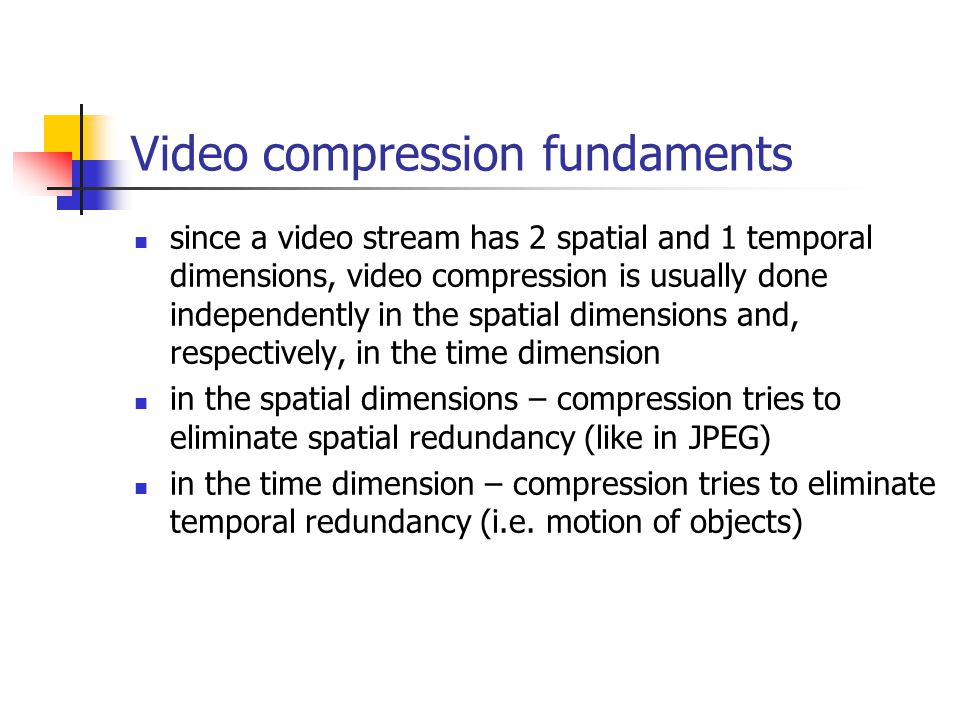 Video compression fundaments
since a video stream has 2 spatial and 1 temporal
dimensions, video compression is usually done
independently in the spatial dimensions and,
respectively, in the time dimension
in the spatial dimensions – compression tries to
eliminate spatial redundancy (like in JPEG)
in the time dimension – compression tries to eliminate
temporal redundancy (i.e. motion of objects)